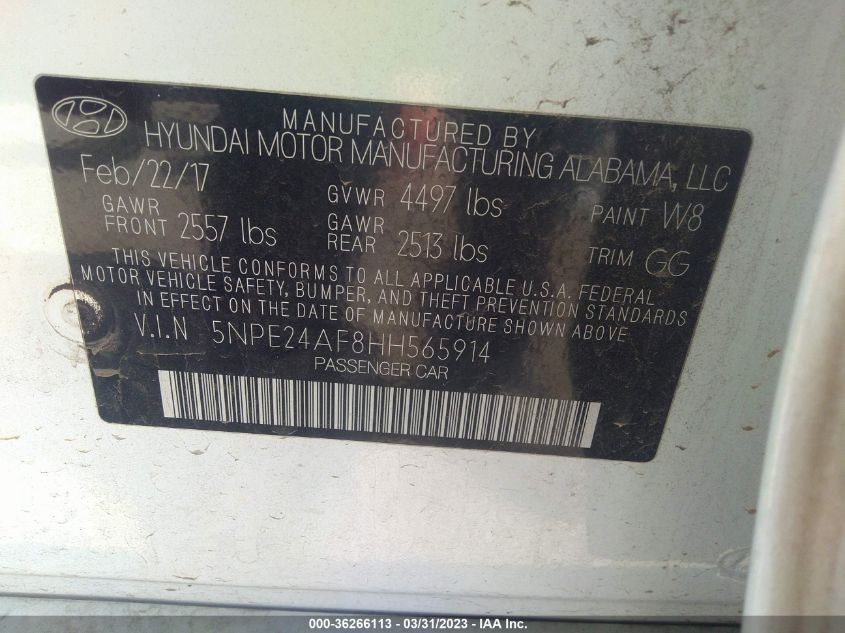 MANUFACTURED BY
HYUNDAI MOTOR MANUFACTURING ALABAMA, LLC
Feb/22/17 GVWR 4497 lbs PAINT W8
GAWR FRONT 2557 lbs GAWR REAR 2513 lbs TRIM GG
THIS VEHICLE CONFORMS TO ALL APPLICABLE U.S.A. FEDERAL
MOTOR VEHICLE SAFETY, BUMPER, AND THEFT PREVENTION STANDARDS
IN EFFECT ON THE DATE OF MANUFACTURE SHOWN ABOVE
V.I.N 5NPE24AF8HH565914
PASSENGER CAR
000-36266113 - 03/31/2023 - IAA Inc.